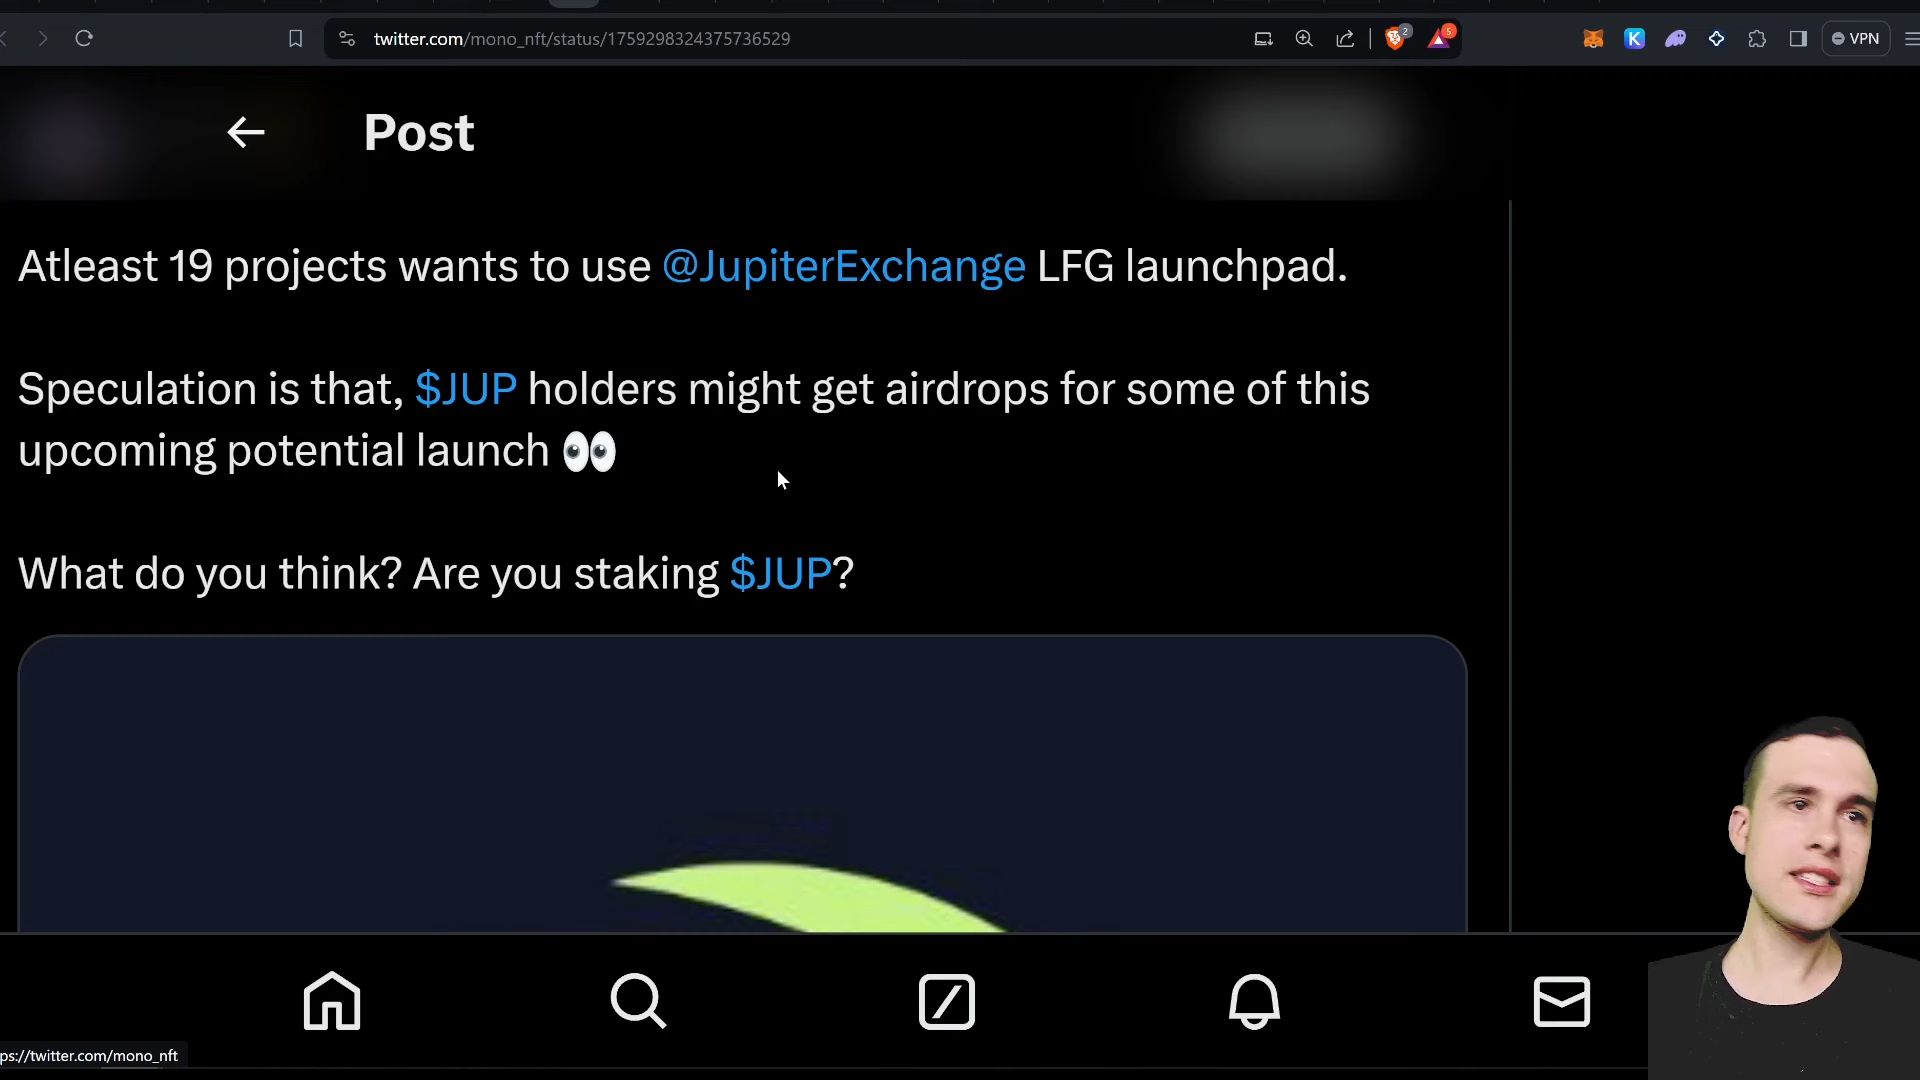 twitter.com/mono_nft/status/1759298324375736529
2
5
K
VPN
Post
Atleast 19 projects wants to use @JupiterExchange LFG launchpad.
Speculation is that, $JUP holders might get airdrops for some of this
upcoming potential launch 👀
What do you think? Are you staking $JUP?
ps://twitter.com/mono_nft